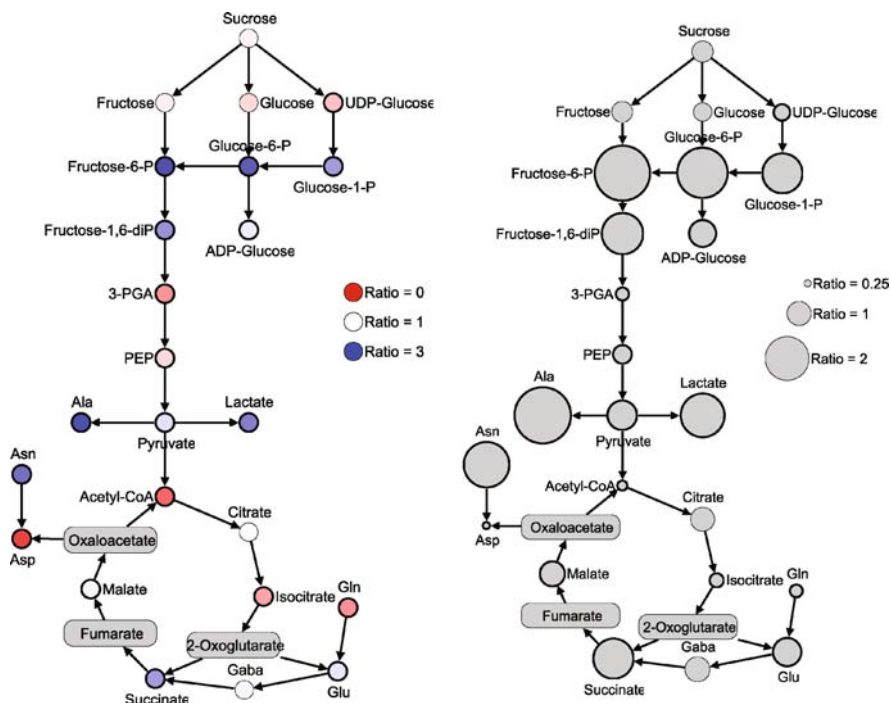 Sucrose
Fructose
Glucose
UDP-Glucose
Glucose-6-P
Fructose-6-P
Glucose-1-P
Fructose-1,6-diP
ADP-Glucose
3-PGA
Ratio = 0
Ratio = 1
Ratio = 3
PEP
Ala
Lactate
Pyruvate
Asn
Acetyl-CoA
Citrate
Oxaloacetate
Asp
Malate
Isocitrate
Gln
Fumarate
2-Oxoglutarate
Gaba
Succinate
Glu
Sucrose
Fructose
Glucose
UDP-Glucose
Glucose-6-P
Fructose-6-P
Glucose-1-P
Fructose-1,6-diP
ADP-Glucose
3-PGA
Ratio = 0.25
Ratio = 1
Ratio = 2
PEP
Ala
Lactate
Pyruvate
Asn
Acetyl-CoA
Citrate
Oxaloacetate
Asp
Malate
Isocitrate
Gln
Fumarate
2-Oxoglutarate
Gaba
Succinate
Glu